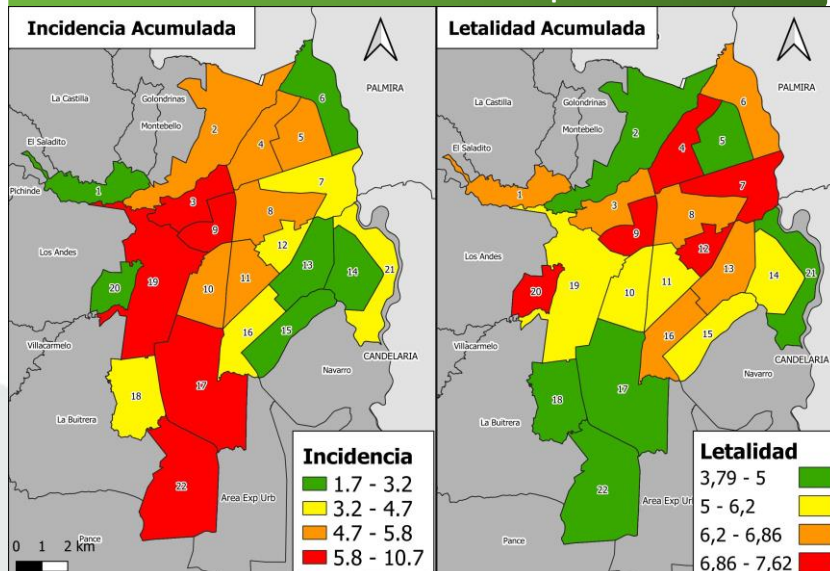 Incidencia Acumulada
PALMIRA
La Castilla
Golondrinas
Montebello
El Saladito
Pichinde
Los Andes
Villacarmelo
La Buitrera
Pance
Navarro
CANDELARIA
Area Exp Urb
1
2
3
4
5
6
7
8
9
10
11
12
13
14
15
16
17
18
19
20
21
22
0 1 2 km
Incidencia
1.7 - 3.2
3.2 - 4.7
4.7 - 5.8
5.8 - 10.7
Letalidad Acumulada
PALMIRA
La Castilla
Golondrinas
Montebello
El Saladito
Pichinde
Los Andes
Villacarmelo
La Buitrera
Pance
Navarro
CANDELARIA
Area Exp Ur
1
2
3
4
5
6
7
8
9
10
11
12
13
14
15
16
17
18
19
20
21
22
Letalidad
3,79 - 5
5 - 6,2
6,2 - 6,86
6,86 - 7,62